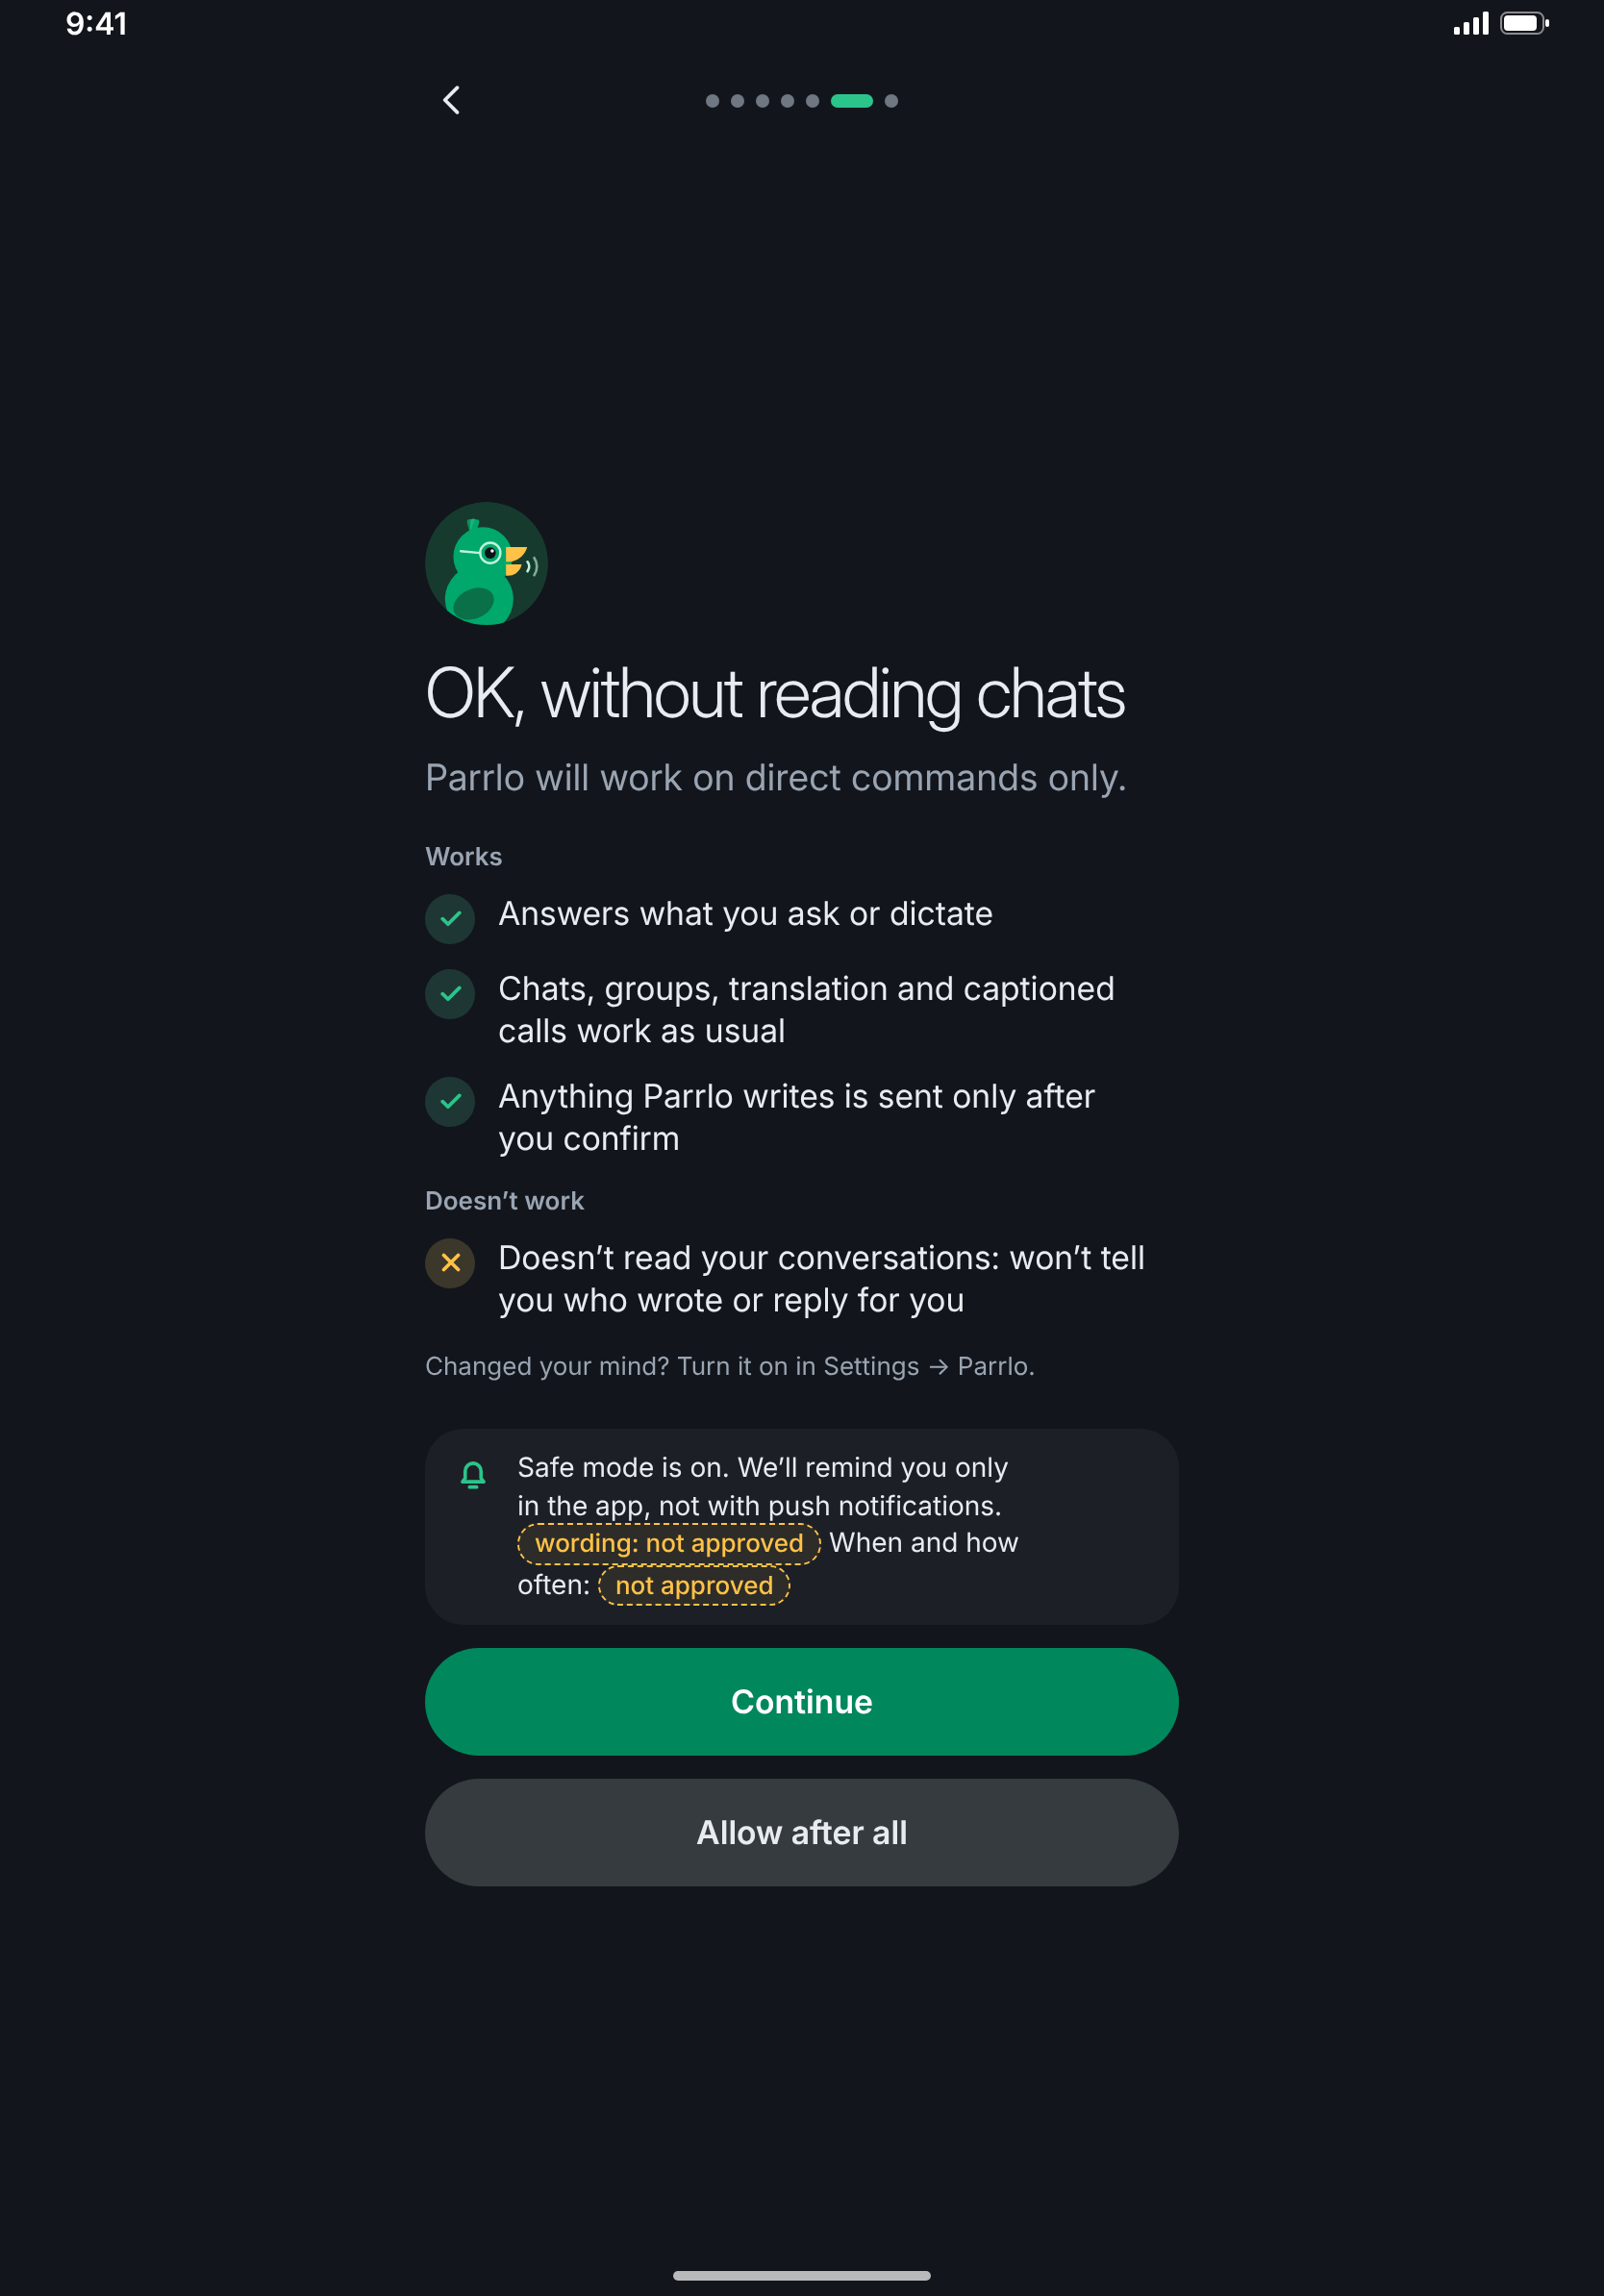 9:41
OK, without reading chats
Parrlo will work on direct commands only.
Works
Answers what you ask or dictate
Chats, groups, translation and captioned
calls work as usual
Anything Parrlo writes is sent only after
you confirm
Doesn’t work
Doesn’t read your conversations: won’t tell
you who wrote or reply for you
Changed your mind? Turn it on in Settings → Parrlo.
Safe mode is on. We’ll remind you only
in the app, not with push notifications.
wording: not approved When and how
often: not approved
Continue
Allow after all